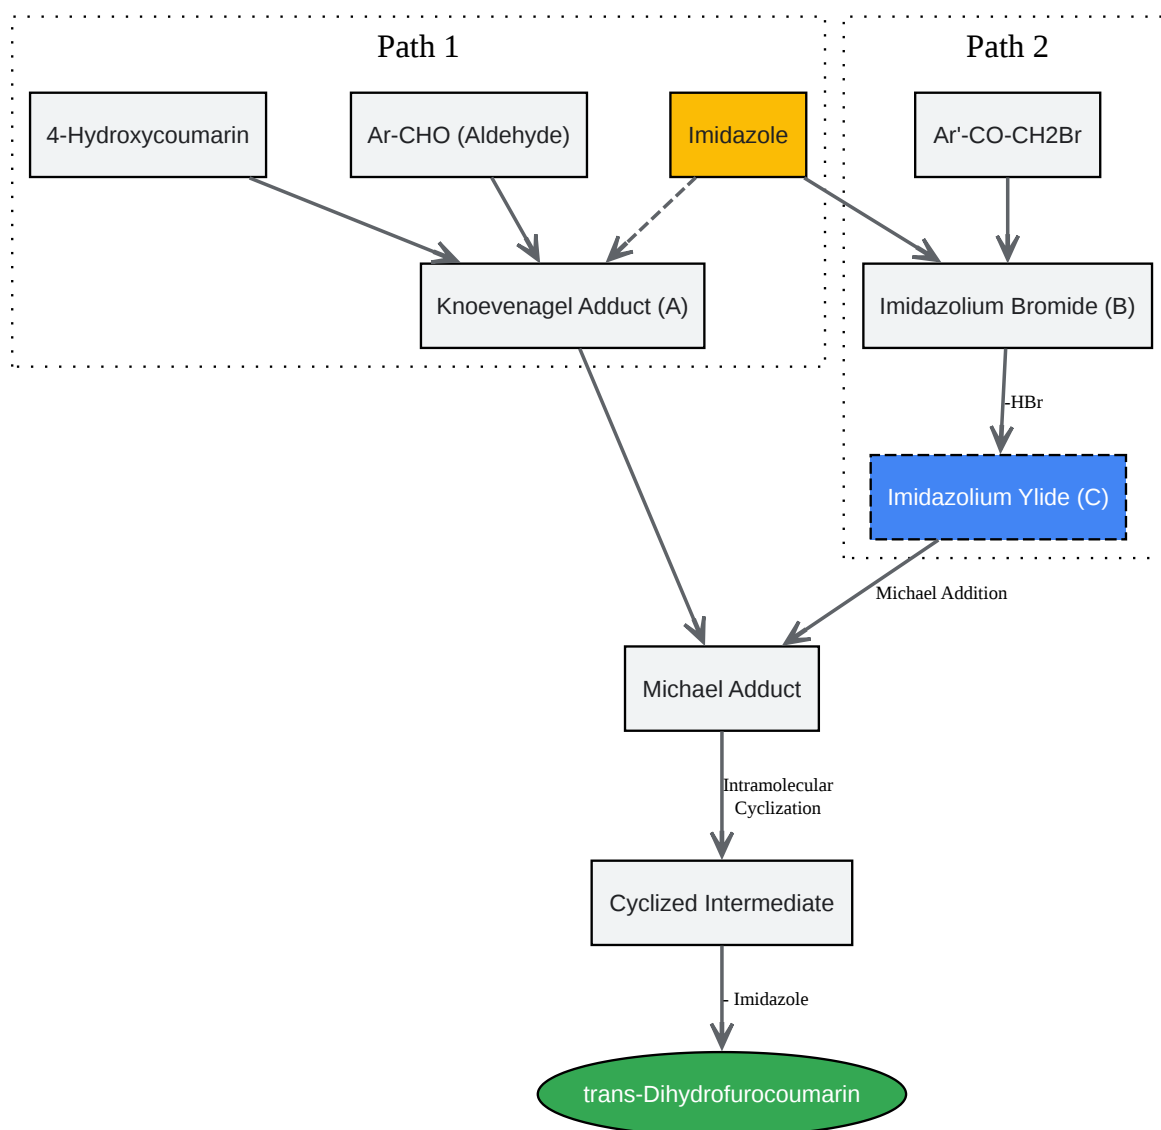 Path 1
Path 2
4-Hydroxycoumarin
Ar-CHO (Aldehyde)
Imidazole
Ar'-CO-CH2Br
Knoevenagel Adduct (A)
Imidazolium Bromide (B)
-HBr
Imidazolium Ylide (C)
Michael Addition
Michael Adduct
Intramolecular
Cyclization
Cyclized Intermediate
- Imidazole
trans-Dihydrofurocoumarin